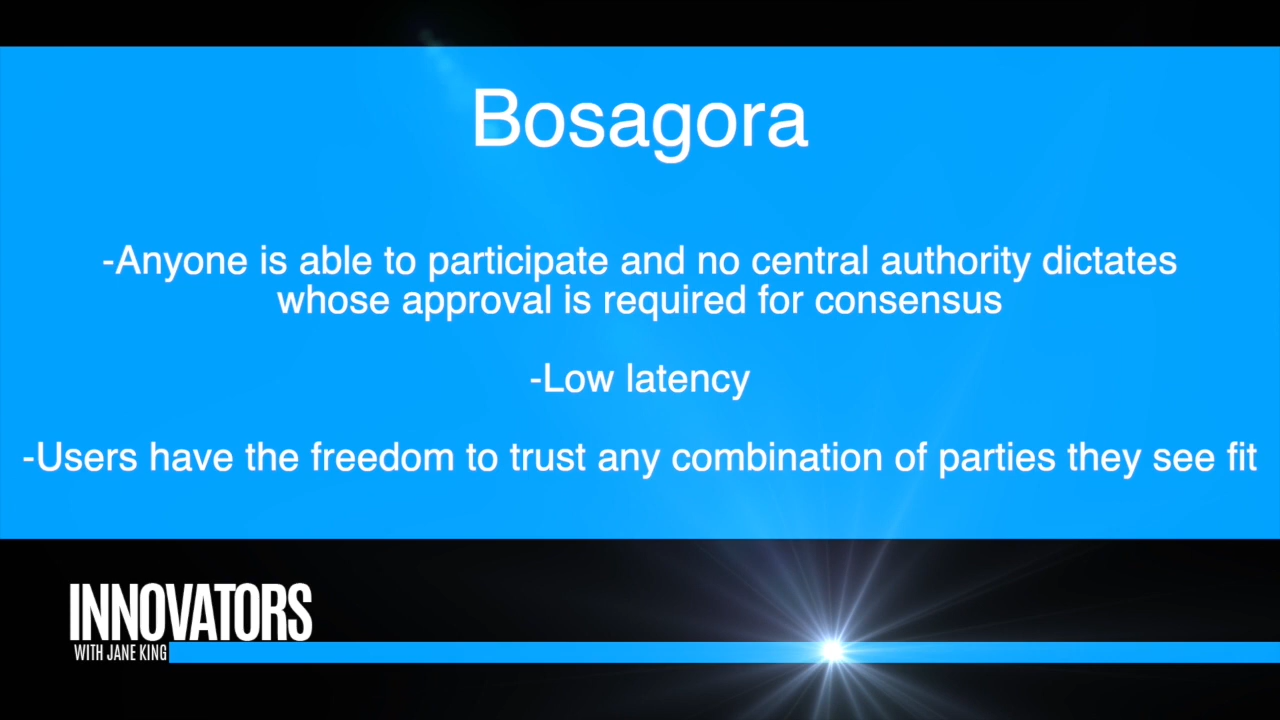 Bosagora
-Anyone is able to participate and no central authority dictates
whose approval is required for consensus
-Low latency
-Users have the freedom to trust any combination of parties they see fit
INNOVATORS
WITH JANE KING